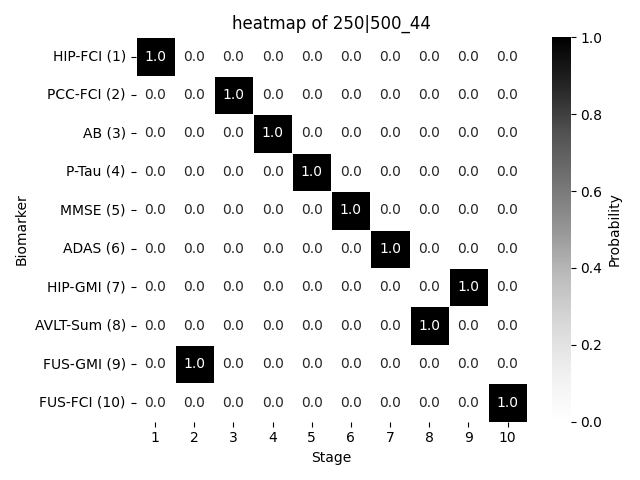 heatmap of 250|500_44
HIP-FCI (1) 1.0 0.0 0.0 0.0 0.0 0.0 0.0 0.0 0.0 0.0
PCC-FCI (2) 0.0 0.0 1.0 0.0 0.0 0.0 0.0 0.0 0.0 0.0
AB (3) 0.0 0.0 0.0 1.0 0.0 0.0 0.0 0.0 0.0 0.0
P-Tau (4) 0.0 0.0 0.0 0.0 1.0 0.0 0.0 0.0 0.0 0.0
MMSE (5) 0.0 0.0 0.0 0.0 0.0 1.0 0.0 0.0 0.0 0.0
ADAS (6) 0.0 0.0 0.0 0.0 0.0 0.0 1.0 0.0 0.0 0.0
HIP-GMI (7) 0.0 0.0 0.0 0.0 0.0 0.0 0.0 0.0 1.0 0.0
AVLT-Sum (8) 0.0 0.0 0.0 0.0 0.0 0.0 0.0 1.0 0.0 0.0
FUS-GMI (9) 0.0 1.0 0.0 0.0 0.0 0.0 0.0 0.0 0.0 0.0
FUS-FCI (10) 0.0 0.0 0.0 0.0 0.0 0.0 0.0 0.0 0.0 1.0
1 2 3 4 5 6 7 8 9 10
Stage
Biomarker
1.0
0.8
0.6
0.4
0.2
0.0
Probability